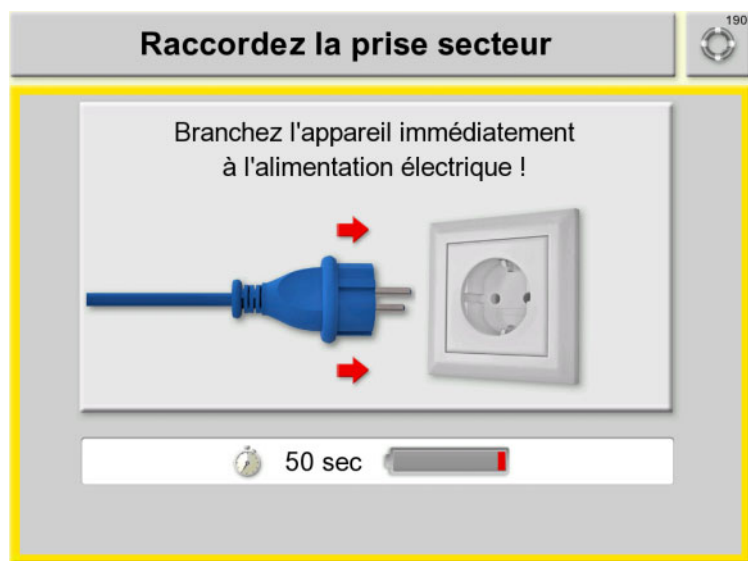 Raccordez la prise secteur
190
Branchez l'appareil immédiatement
à l'alimentation électrique !
50 sec